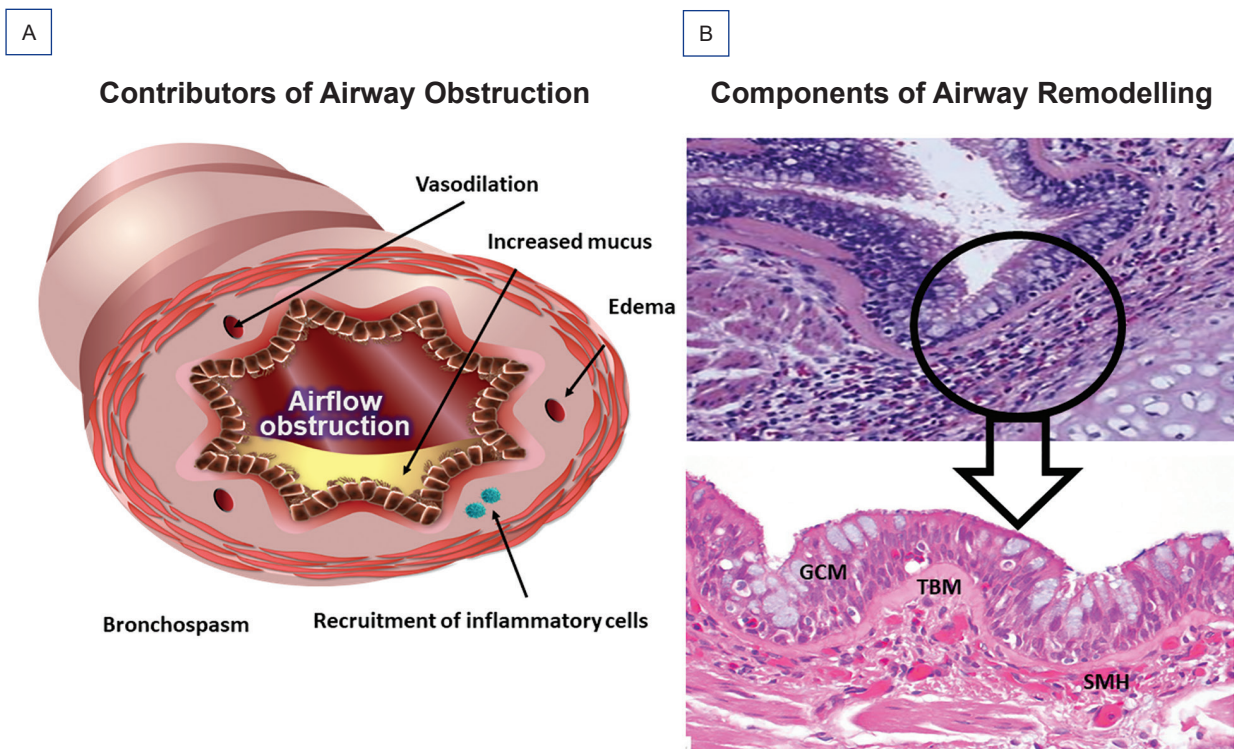 A
Contributors of Airway Obstruction
Vasodilation
Increased mucus
Edema
Airflow
obstruction
Bronchospasm
Recruitment of inflammatory cells
B
Components of Airway Remodelling
GCM
TBM
SMH